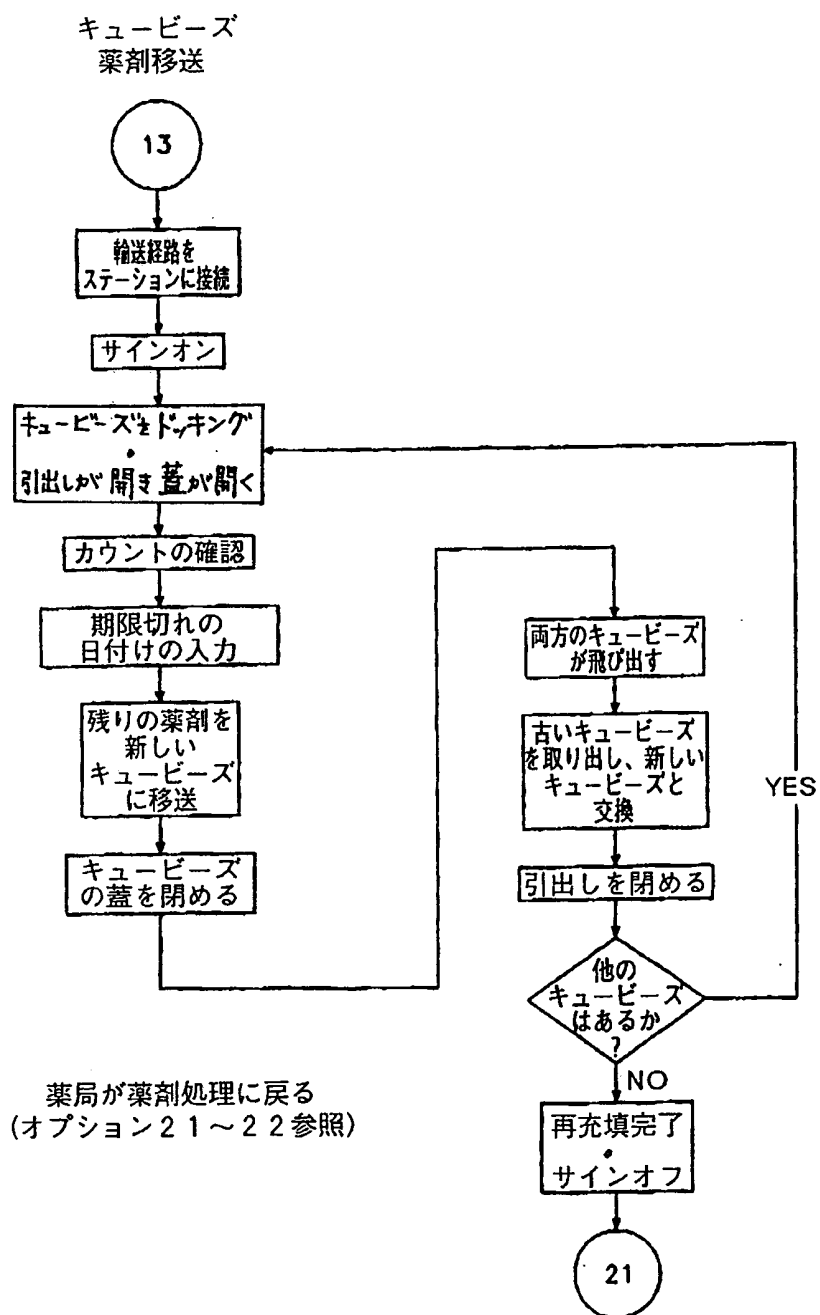 キュービーズ
薬剤移送
13
輸送経路を
ステーションに接続
サインオン
キュービーズをドッキング
・
引出しが開き蓋が開く
カウントの確認
期限切れの
日付けの入力
残りの薬剤を
新しい
キュービーズ
に移送
キュービーズ
の蓋を閉める
両方のキュービーズ
が飛び出す
古いキュービーズ
を取り出し、新しい
キュービーズと
交換
引出しを閉める
他の
キュービーズ
はあるか
?
YES
NO
再充填完了
・
サインオフ
21
薬局が薬剤処理に戻る
(オプション21~22参照)